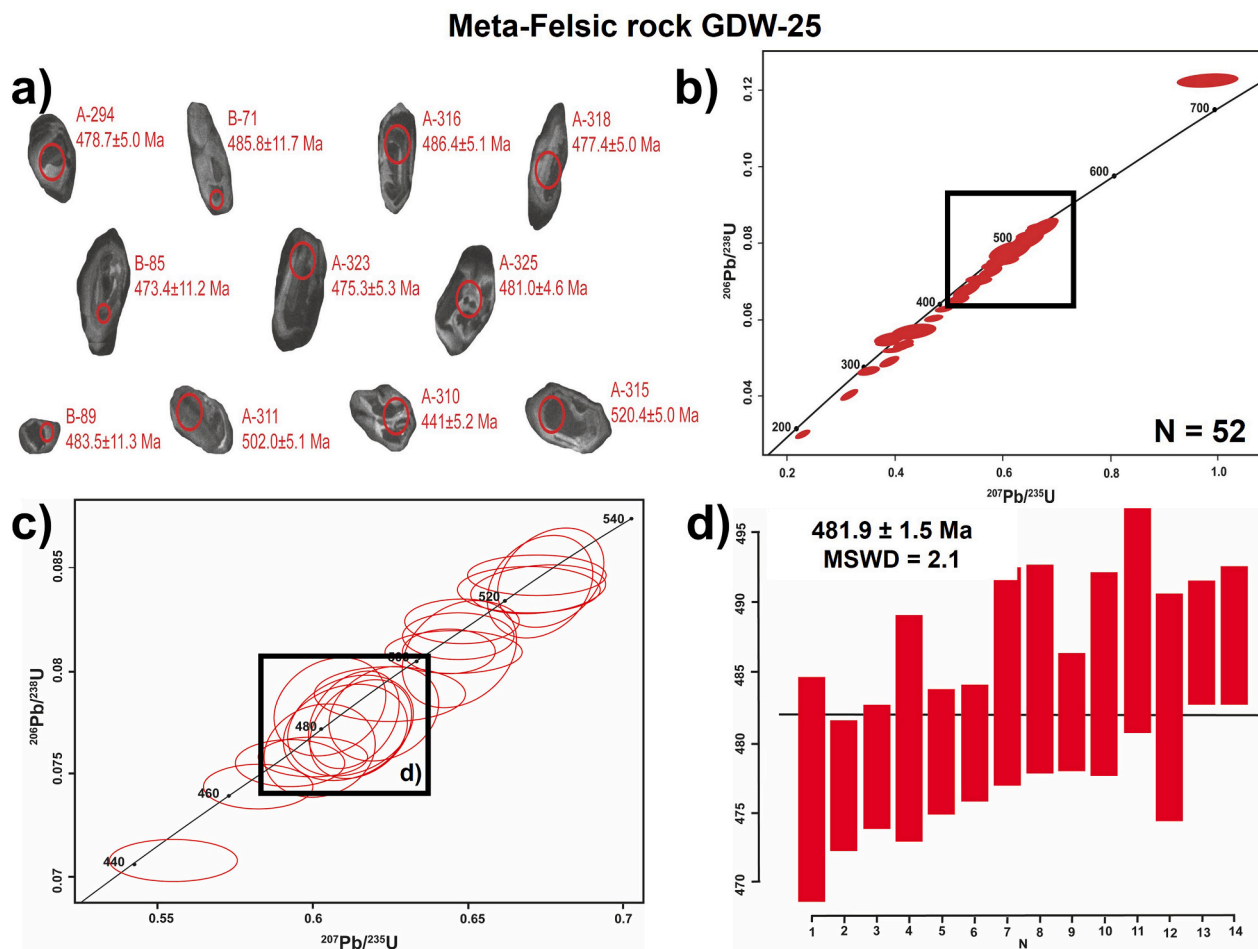 Meta-Felsic rock GDW-25
a)
A-294
478.7±5.0 Ma
B-71
485.8±11.7 Ma
A-316
486.4±5.1 Ma
A-318
477.4±5.0 Ma
B-85
473.4±11.2 Ma
A-323
475.3±5.3 Ma
A-325
481.0±4.6 Ma
B-89
483.5±11.3 Ma
A-311
502.0±5.1 Ma
A-310
441±5.2 Ma
A-315
520.4±5.0 Ma
b)
0.12
0.10
0.08
0.06
0.04
206Pb/238U
700
600
500
400
300
200
N = 52
0.2
0.4
0.6
0.8
1.0
207Pb/235U
c)
0.085
0.08
0.075
0.07
206Pb/238U
540
520
500
480
460
440
d)
0.55
0.6
0.65
0.7
207Pb/235U
d)
481.9 ± 1.5 Ma
MSWD = 2.1
495
490
485
480
475
470
1 2 3 4 5 6 7 8 9 10 11 12 13 14
N